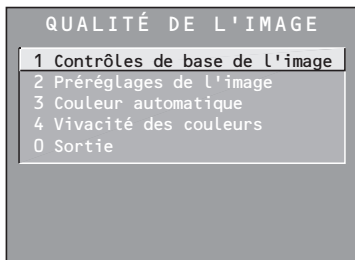 QUALITÉ DE L'IMAGE
1 Contrôles de base de l'image
2 Préréglages de l'image
3 Couleur automatique
4 Vivacité des couleurs
0 Sortie